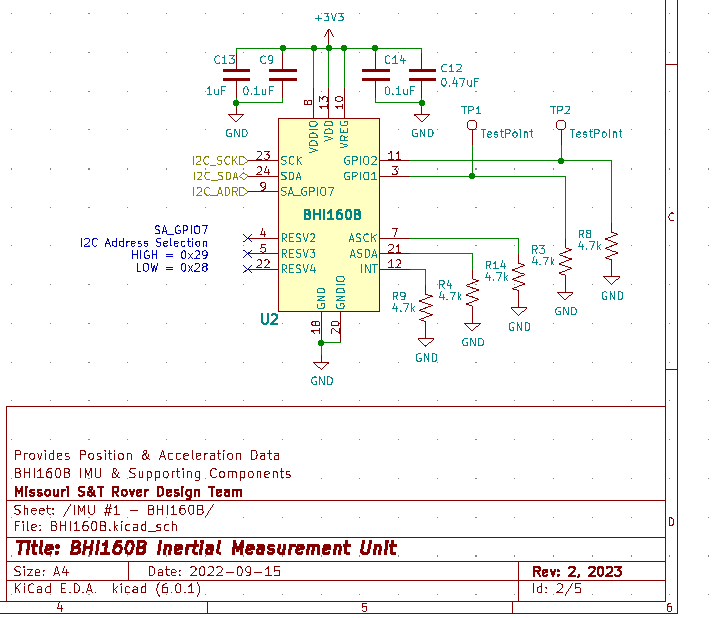 +3V3
C13
C9
C14
C12
1uF
0.1uF
0.1uF
0.47uF
GND
GND
8
13
10
VDDIO
VDD
VREG
TP1
TP2
TestPoint
TestPoint
I2C_SCK
23
SCK
GPIO2
11
I2C_SDA
24
SDA
GPIO1
3
I2C_ADR
9
SA_GPIO7
BHI160B
SA_GPIO7
I2C Address Selection
HIGH = 0x29
LOW = 0x28
4
RESV2
ASCK
7
5
RESV3
ASDA
21
22
RESV4
INT
12
R8
4.7k
R3
4.7k
R14
4.7k
R4
4.7k
R9
4.7k
GND
GND
GND
GND
GND
GND
GNDIO
U2
18
20
GND
C
Provides Position & Acceleration Data
BHI160B IMU & Supporting Components
Missouri S&T Rover Design Team
Sheet: /IMU #1 - BHI160B/
File: BHI160B.kicad_sch
D
Title: BHI160B Inertial Measurement Unit
Size: A4
Date: 2022-09-15
Rev: 2, 2023
KiCad E.D.A. kicad (6.0.1)
Id: 2/5
4
5
6